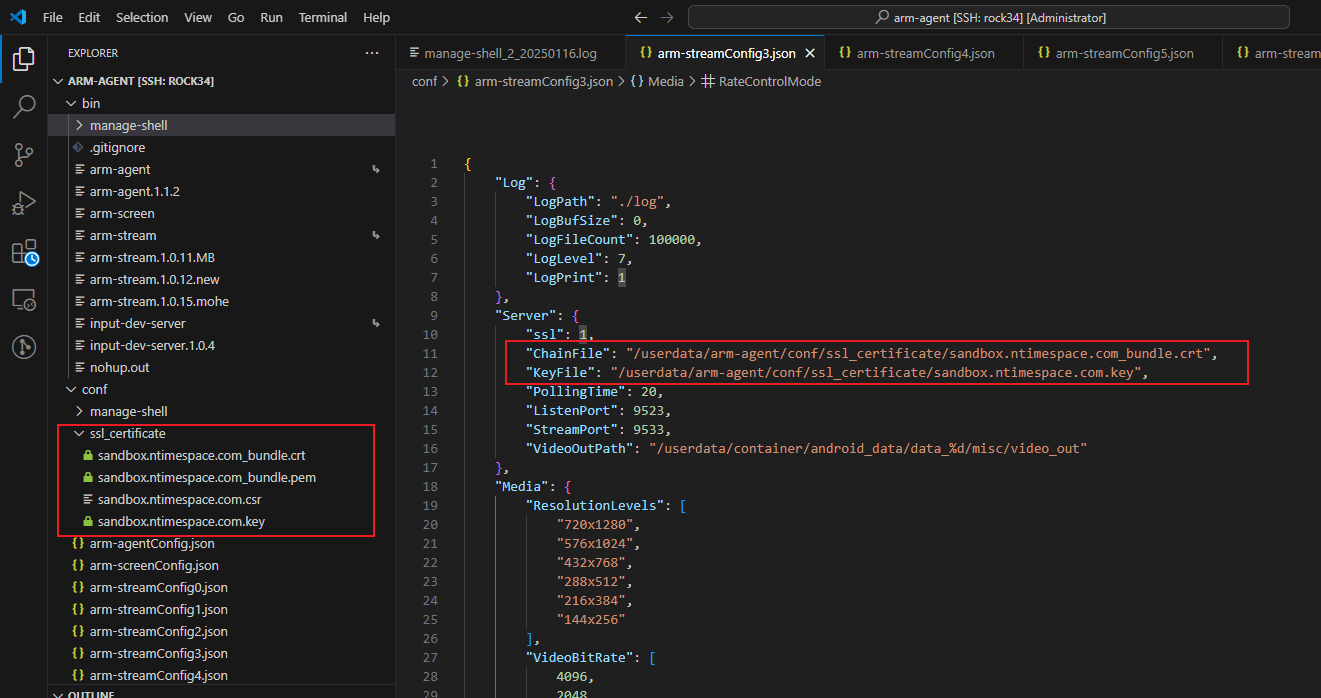 File Edit Selection View Go Run Terminal Help
arm-agent [SSH: rock34] [Administrator]
EXPLORER ...
ARM-AGENT [SSH: ROCK34]
bin
manage-shell
.gitignore
arm-agent
arm-agent.1.1.2
arm-screen
arm-stream
arm-stream.1.0.11.MB
arm-stream.1.0.12.new
arm-stream.1.0.15.mohe
input-dev-server
input-dev-server.1.0.4
nohup.out
conf
manage-shell
ssl_certificate
sandbox.ntimespace.com_bundle.crt
sandbox.ntimespace.com_bundle.pem
sandbox.ntimespace.com.csr
sandbox.ntimespace.com.key
{} arm-agentConfig.json
{} arm-screenConfig.json
{} arm-streamConfig0.json
{} arm-streamConfig1.json
{} arm-streamConfig2.json
{} arm-streamConfig3.json
{} arm-streamConfig4.json
OUTLINE
manage-shell_2_20250116.log {} arm-streamConfig3.json {} arm-streamConfig4.json {} arm-streamConfig5.json {} arm-stream
conf > {} arm-streamConfig3.json > {} Media > # RateControlMode
1 {
2 "Log": {
3 "LogPath": "./log",
4 "LogBufSize": 0,
5 "LogFileCount": 100000,
6 "LogLevel": 7,
7 "LogPrint": 1
8 },
9 "Server": {
10 "ssl": 1,
11 "ChainFile": "/userdata/arm-agent/conf/ssl_certificate/sandbox.ntimespace.com_bundle.crt",
12 "KeyFile": "/userdata/arm-agent/conf/ssl_certificate/sandbox.ntimespace.com.key",
13 "PollingTime": 20,
14 "ListenPort": 9523,
15 "StreamPort": 9533,
16 "VideoOutPath": "/userdata/container/android_data/data_%d/misc/video_out"
17 },
18 "Media": {
19 "ResolutionLevels": [
20 "720x1280",
21 "576x1024",
22 "432x768",
23 "288x512",
24 "216x384",
25 "144x256"
26 ],
27 "VideoBitRate": [
28 4096,
29 2048